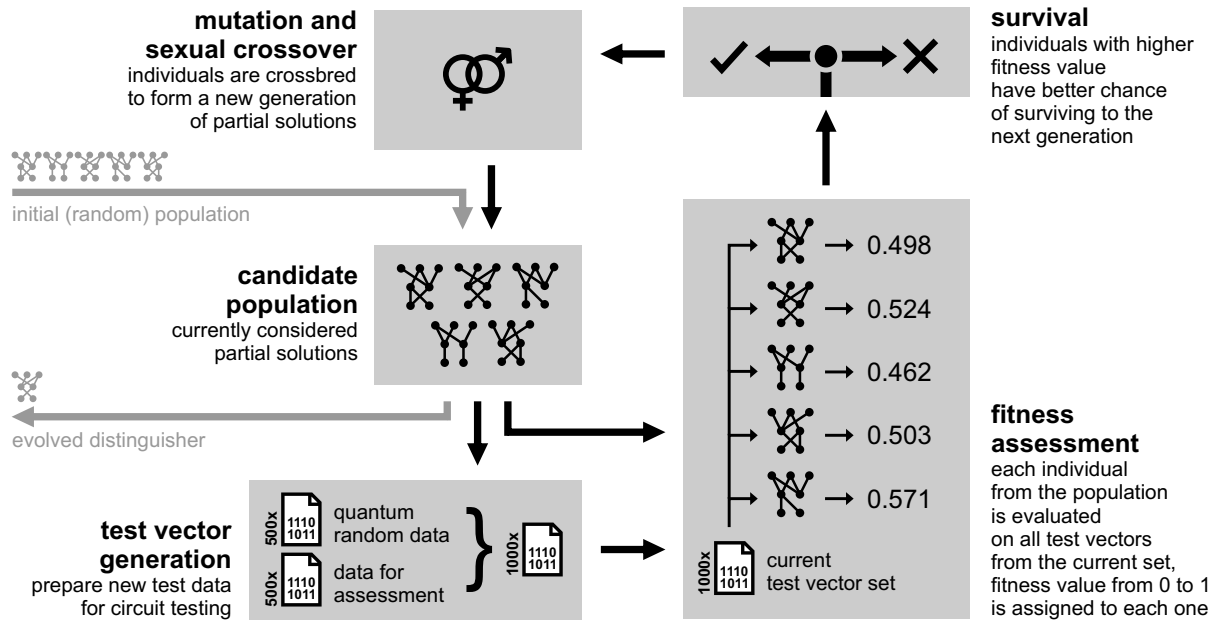 mutation and
sexual crossover
individuals are crossbred
to form a new generation
of partial solutions
survival
individuals with higher
fitness value
have better chance
of surviving to the
next generation
initial (random) population
candidate
population
currently considered
partial solutions
evolved distinguisher
0.498
0.524
0.462
0.503
0.571
1000x
1110
1011
current
test vector set
fitness
assessment
each individual
from the population
is evaluated
on all test vectors
from the current set,
fitness value from 0 to 1
is assigned to each one
test vector
generation
prepare new test data
for circuit testing
500x
1110
1011
quantum
random data
500x
1110
1011
data for
assessment
1000x
1110
1011